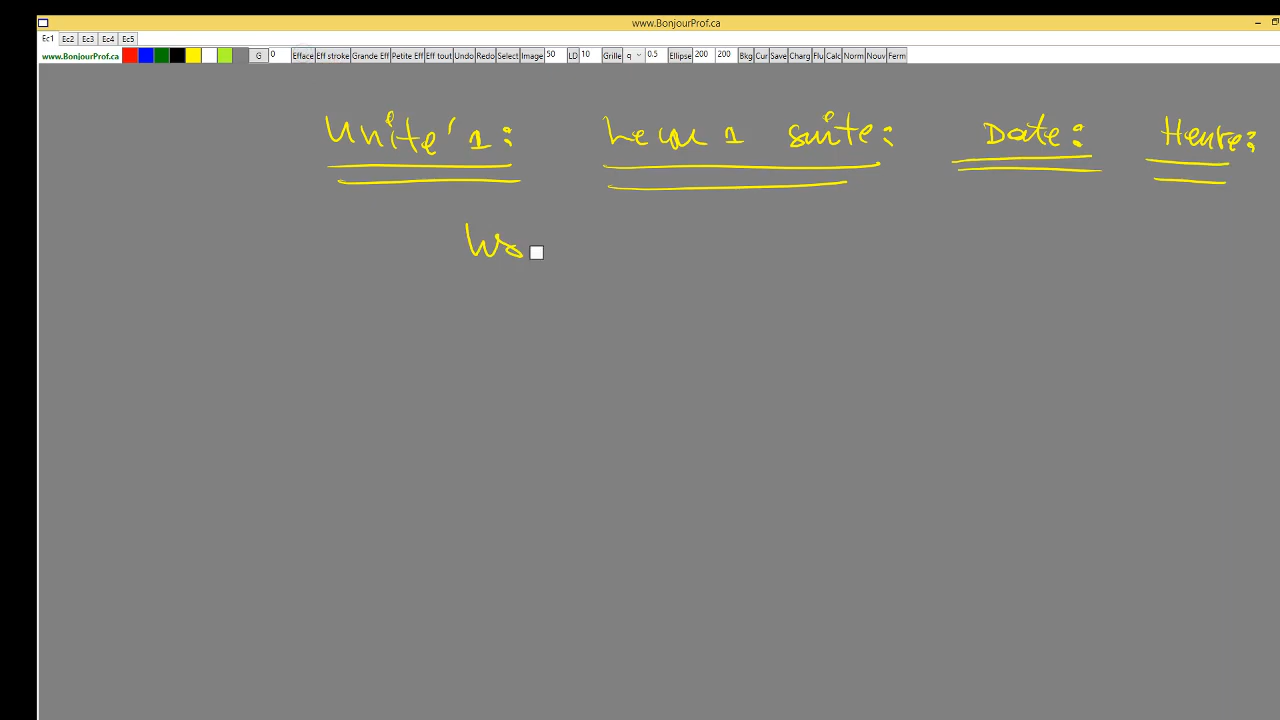 www.BonjourProf.ca
Ec1 Ec2 Ec3 Ec4 Ec5
www.BonjourProf.ca G 0 Efface Eff stroke Grande Eff Petite Eff Eff tout Undo Redo Select Image 50 LD 10 Grille q 0.5 Ellipse 200 200 Bkg Cur Save Charg Flu Calc Norm Nouv Ferm
Unite'1: 1 suite: Date: Heure: